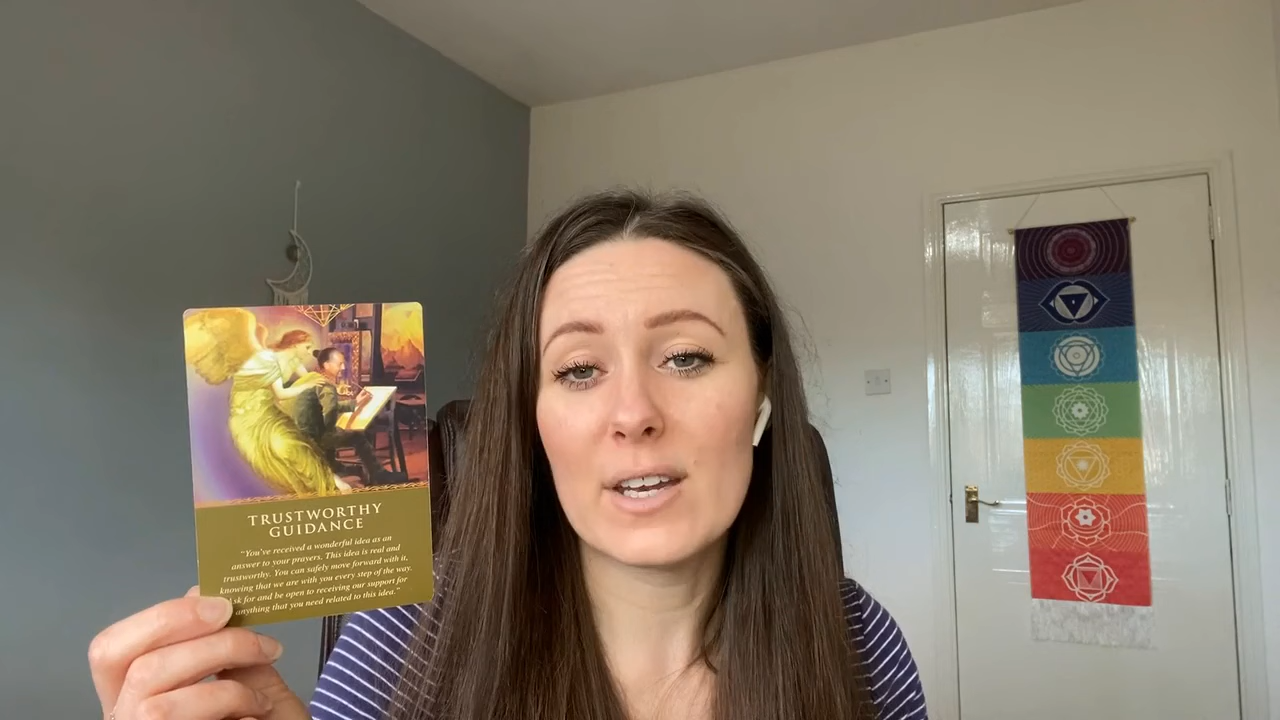 TRUSTWORTHY
GUIDANCE
"You've received a wonderful idea as an
answer to your prayers. This idea is real and
trustworthy. You can safely move forward with it,
knowing that we are with you every step of the way.
sk for and be open to receiving our support for
anything that you need related to this idea."